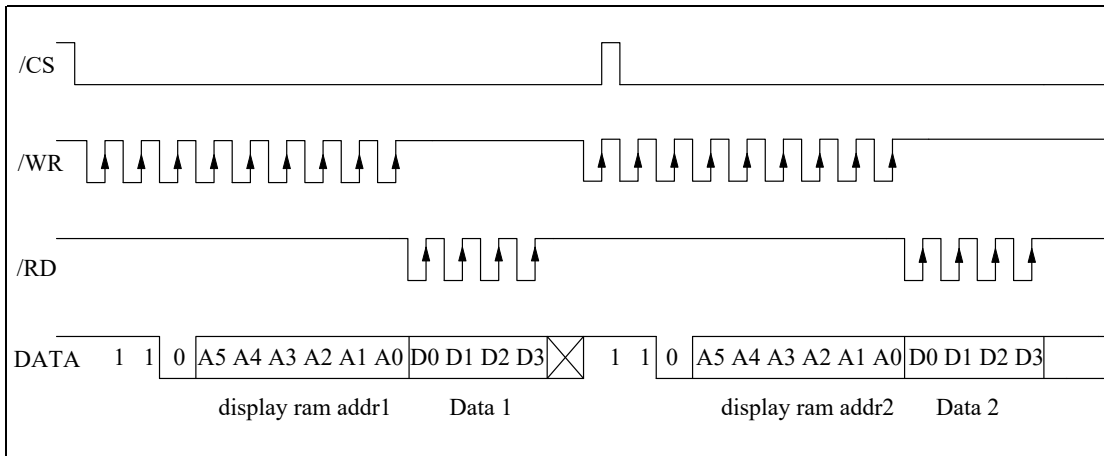 /CS
/WR
/RD
DATA 1 1 0 A5 A4 A3 A2 A1 A0 D0 D1 D2 D3 1 1 0 A5 A4 A3 A2 A1 A0 D0 D1 D2 D3
display ram addr1 Data 1 display ram addr2 Data 2